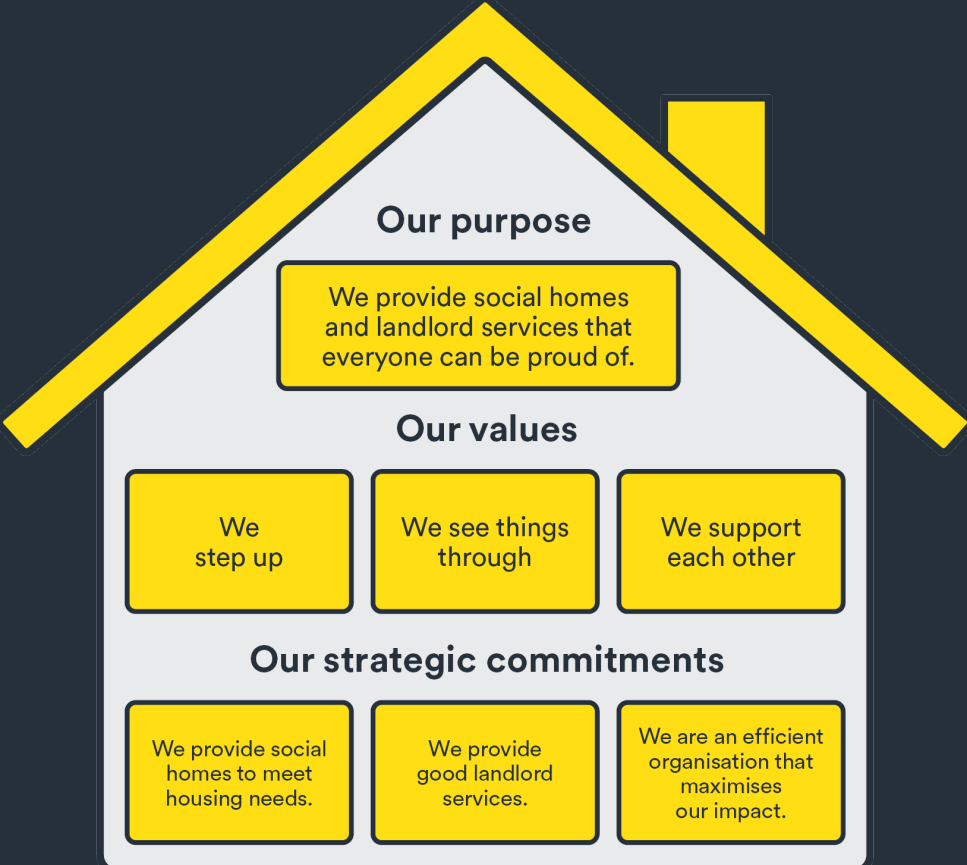 Our purpose
We provide social homes
and landlord services that
everyone can be proud of.
Our values
We
step up
We see things
through
We support
each other
Our strategic commitments
We provide social
homes to meet
housing needs.
We provide
good landlord
services.
We are an efficient
organisation that
maximises
our impact.